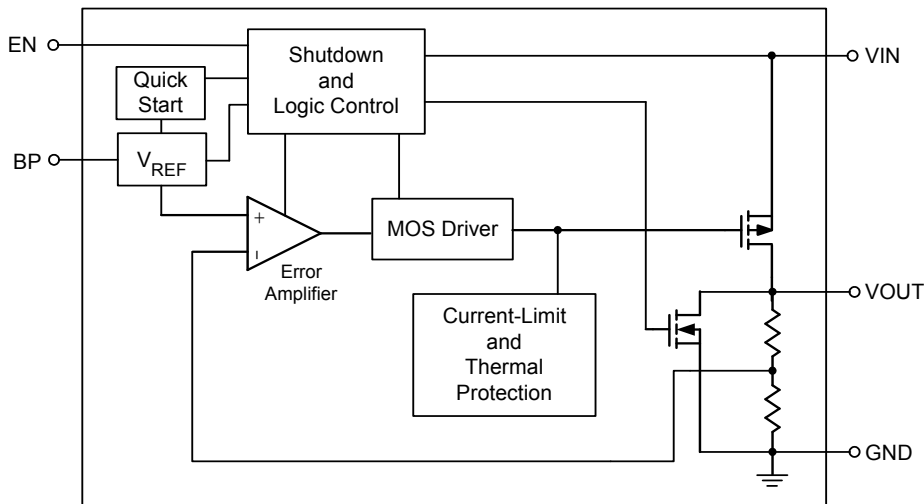 EN
Shutdown
and
Logic Control
VIN
Quick
Start
BP
VREF
+
-
MOS Driver
Error
Amplifier
VOUT
Current-Limit
and
Thermal
Protection
GND